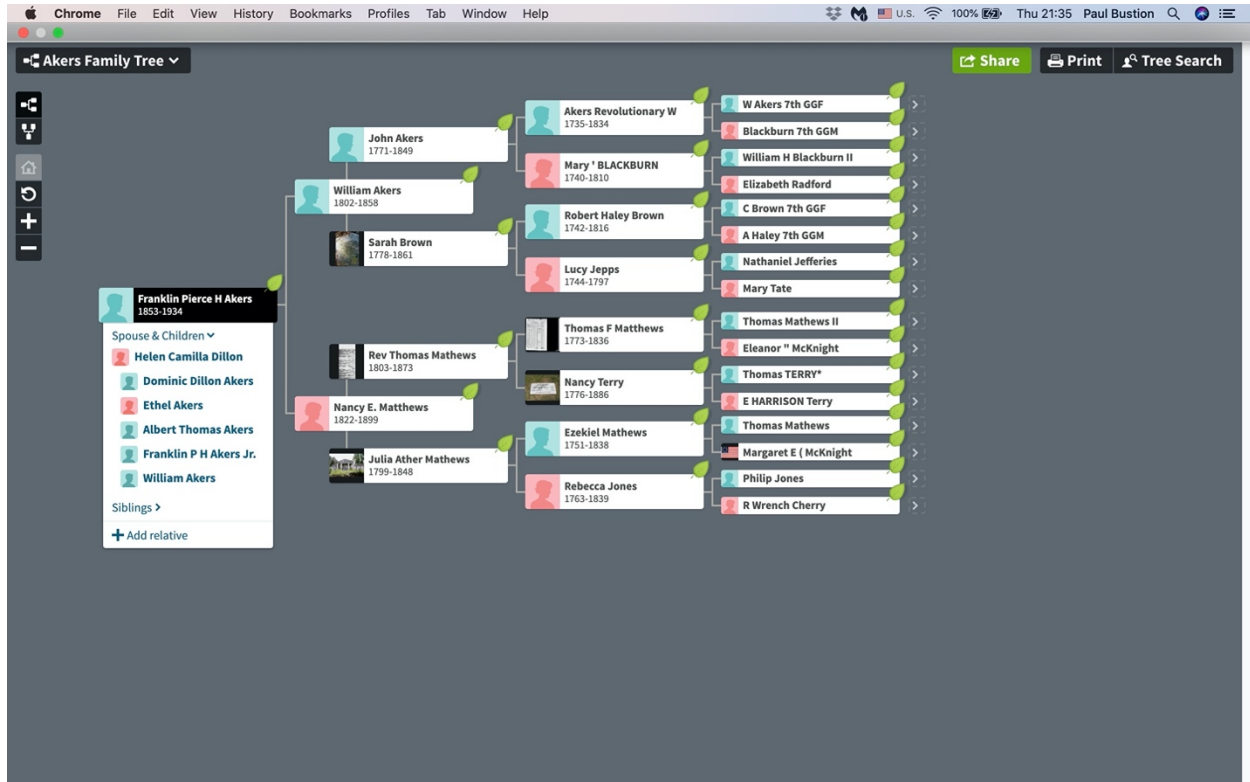 Chrome File Edit View History Bookmarks Profiles Tab Window Help U.S. 100% Thu 21:35 Paul Bustion
Akers Family Tree
Share
Print
Tree Search
Franklin Pierce H Akers
1853-1934
Spouse & Children
Helen Camilla Dillon
Dominic Dillon Akers
Ethel Akers
Albert Thomas Akers
Franklin P H Akers Jr.
William Akers
Siblings
Add relative
John Akers
1771-1849
William Akers
1802-1858
Sarah Brown
1778-1861
Rev Thomas Mathews
1803-1873
Nancy E. Matthews
1822-1899
Julia Ather Mathews
1799-1848
Akers Revolutionary W
1735-1834
Mary ' BLACKBURN
1740-1810
Robert Haley Brown
1742-1816
Lucy Jepps
1744-1797
Thomas F Matthews
1773-1836
Nancy Terry
1776-1886
Ezekiel Mathews
1751-1838
Rebecca Jones
1763-1839
W Akers 7th GGF
Blackburn 7th GGM
William H Blackburn II
Elizabeth Radford
C Brown 7th GGF
A Haley 7th GGM
Nathaniel Jefferies
Mary Tate
Thomas Mathews II
Eleanor " McKnight
Thomas TERRY*
E HARRISON Terry
Thomas Mathews
Margaret E ( McKnight
Philip Jones
R Wrench Cherry